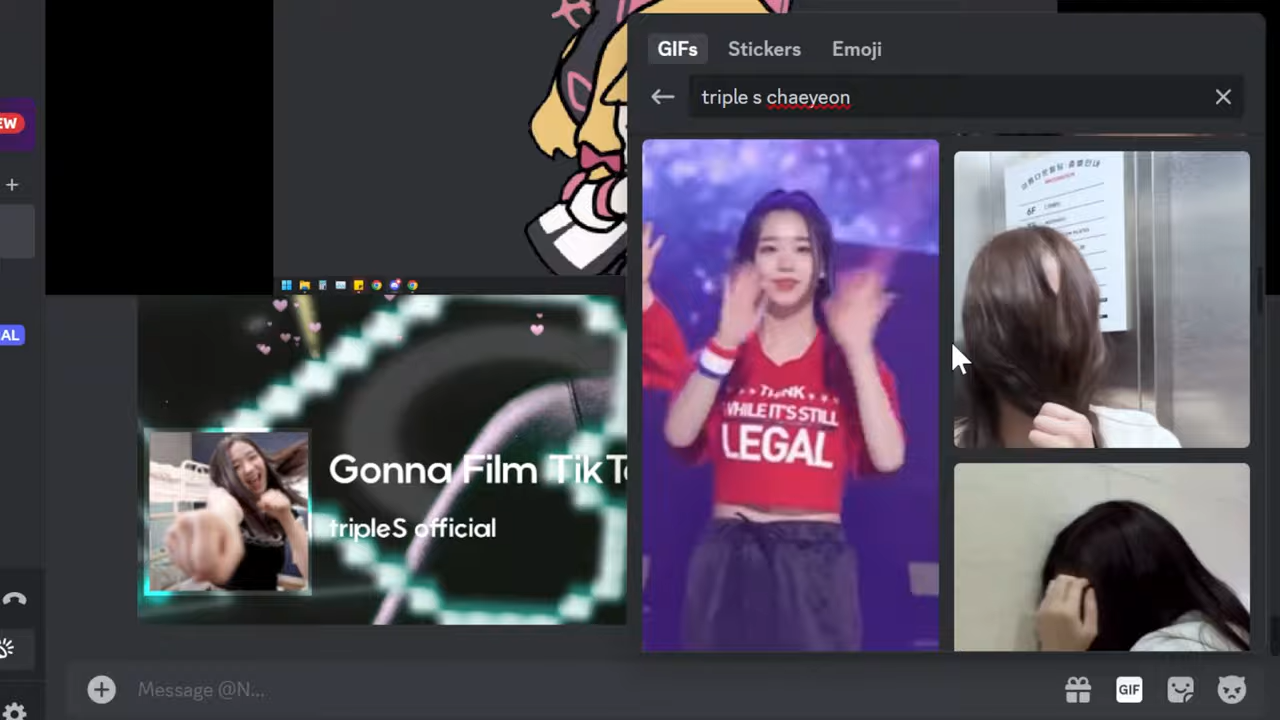 EW
AL
Gonna Film TikT
tripleS official
Message @N...
GIFs
Stickers
Emoji
triple s chaeyeon
THINK
WHILE IT'S STILL
LEGAL
6F
GIF